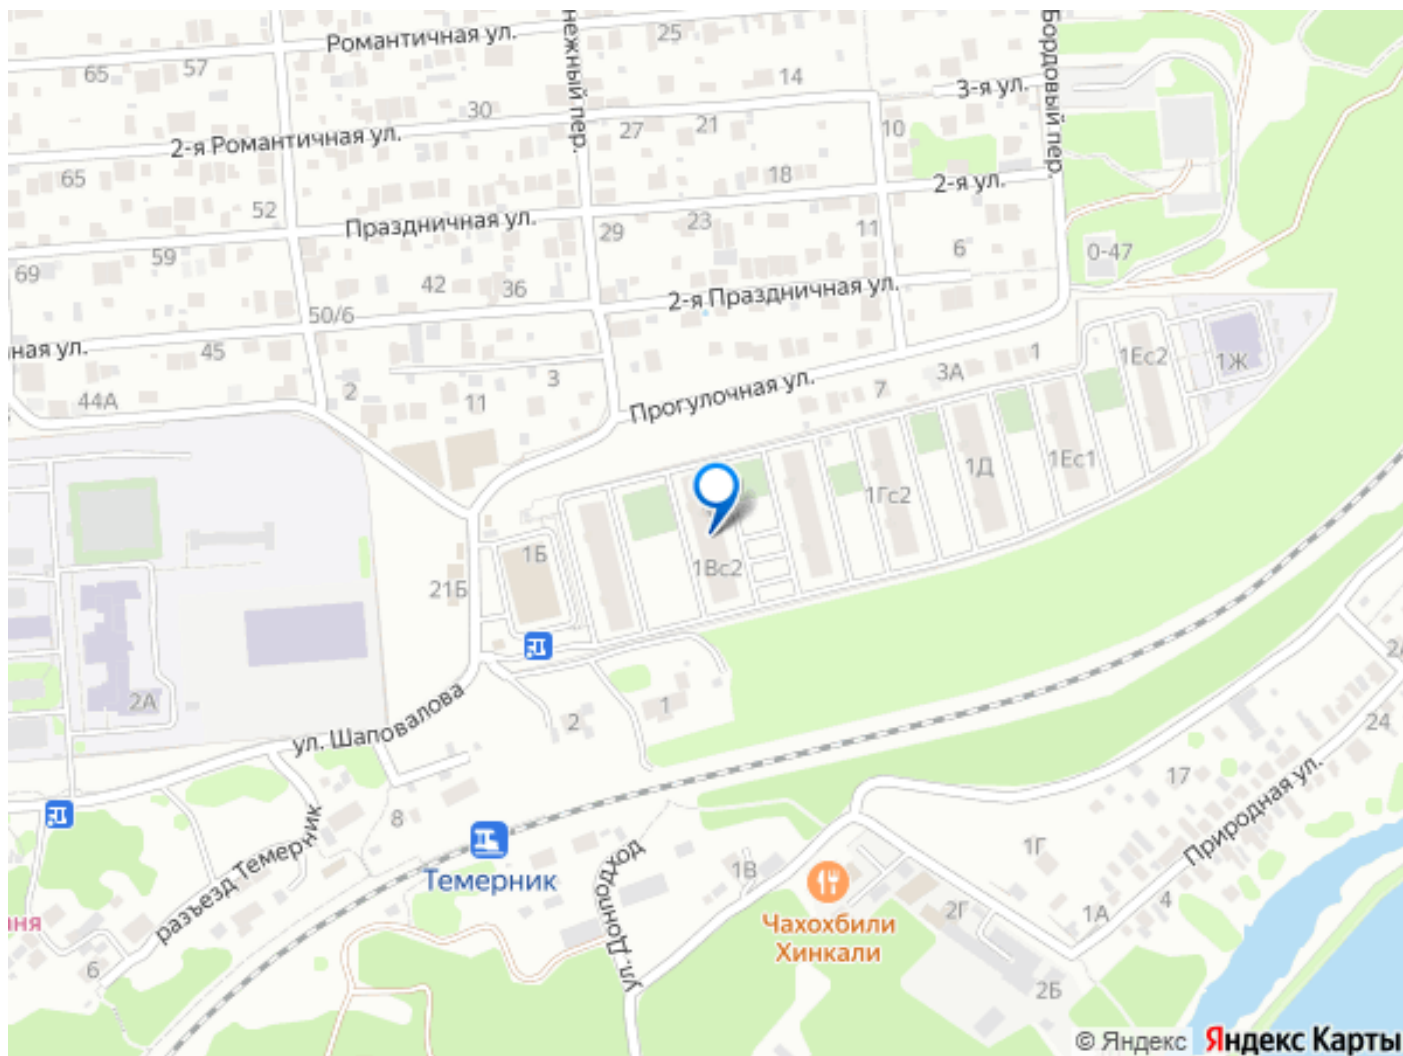 Романтичная ул.
25
нежный пер.
Бордовый пер.
65
57
14
3-я ул.
30
2-я Романтичная ул.
27
21
10
65
18
2-я ул.
52
Праздничная ул.
23
29
11
6
0-47
69
59
42
36
2-я Праздничная ул.
50/6
ная ул.
45
1
1Ес2
1Ж
3А
7
3
2
44А
11
Прогулочная ул.
1Д
1Ес1
1Гс2
1Б
1Вс2
21Б
2А
1
2
ул. Шаповалова
24
17
Природная ул.
8
разъезд Темерник
Темерник
ул. Донподход
1В
1Г
Чахохбили
Хинкали
2Г
1А
4
аня
6
2Б
© Яндекс
Яндекс Карты